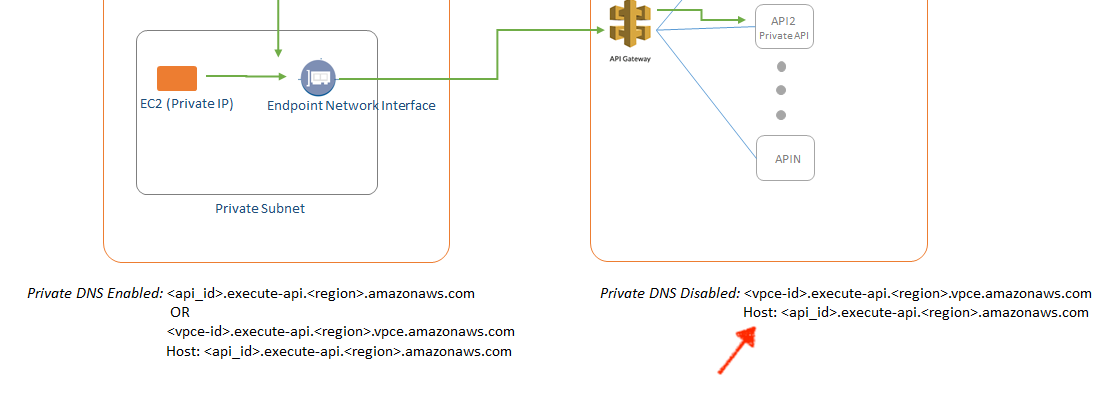 API2
Private API
API Gateway
EC2 (Private IP)
Endpoint Network Interface
APIN
Private Subnet
Private DNS Enabled: <api_id>.execute-api.<region>.amazonaws.com
OR
<vpce-id>.execute-api.<region>.vpce.amazonaws.com
Host: <api_id>.execute-api.<region>.amazonaws.com
Private DNS Disabled: <vpce-id>.execute-api.<region>.vpce.amazonaws.com
Host: <api_id>.execute-api.<region>.amazonaws.com